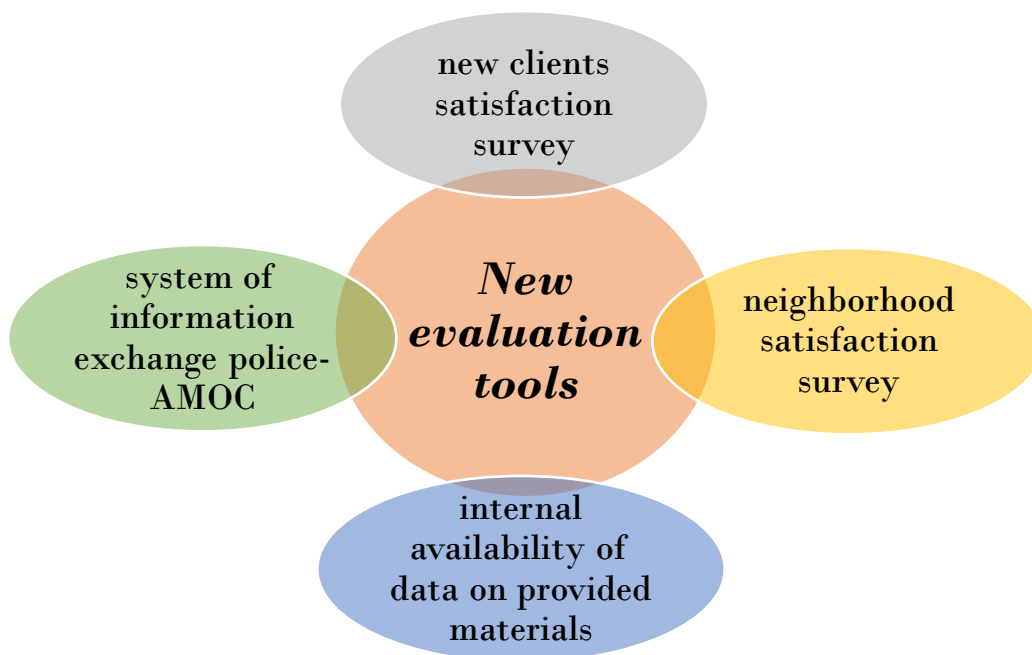 new clients
satisfaction
survey
New
evaluation
tools
system of
information
exchange police-
AMOC
neighborhood
satisfaction
survey
internal
availability of
data on provided
materials